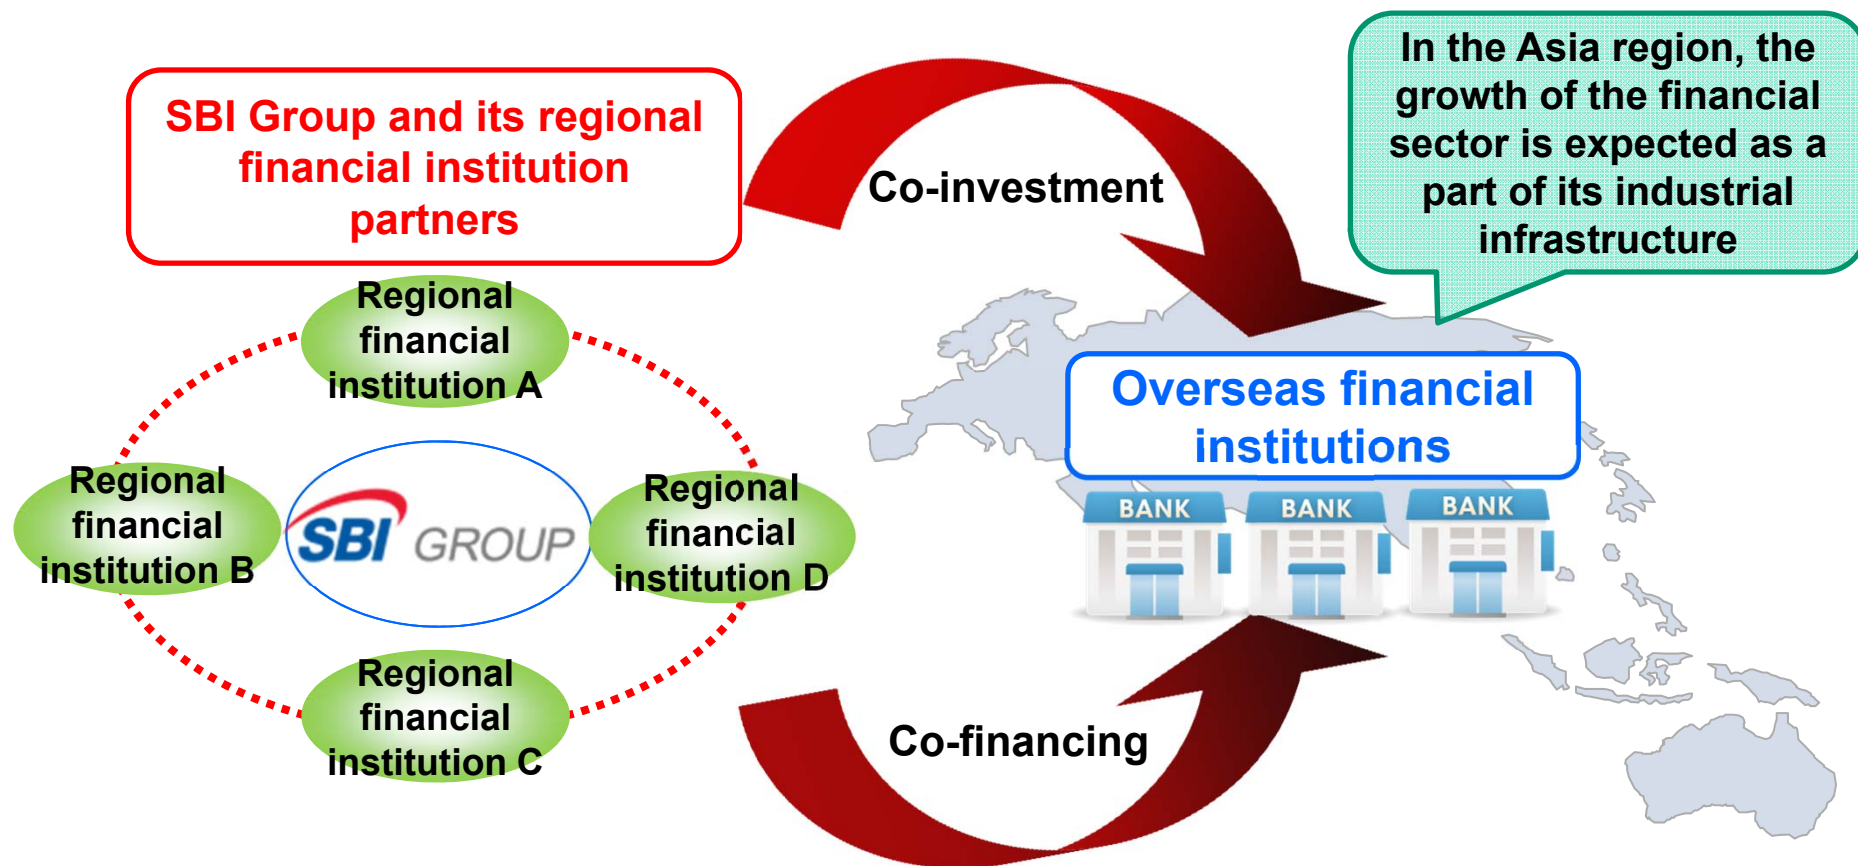 SBI Group and its regional
financial institution
partners
Co-investment
In the Asia region, the
growth of the financial
sector is expected as a
part of its industrial
infrastructure
Regional
financial
institution A
Regional
financial
institution B
SBI GROUP
Regional
financial
institution D
Regional
financial
institution C
Overseas financial
institutions
BANK
BANK
BANK
Co-financing